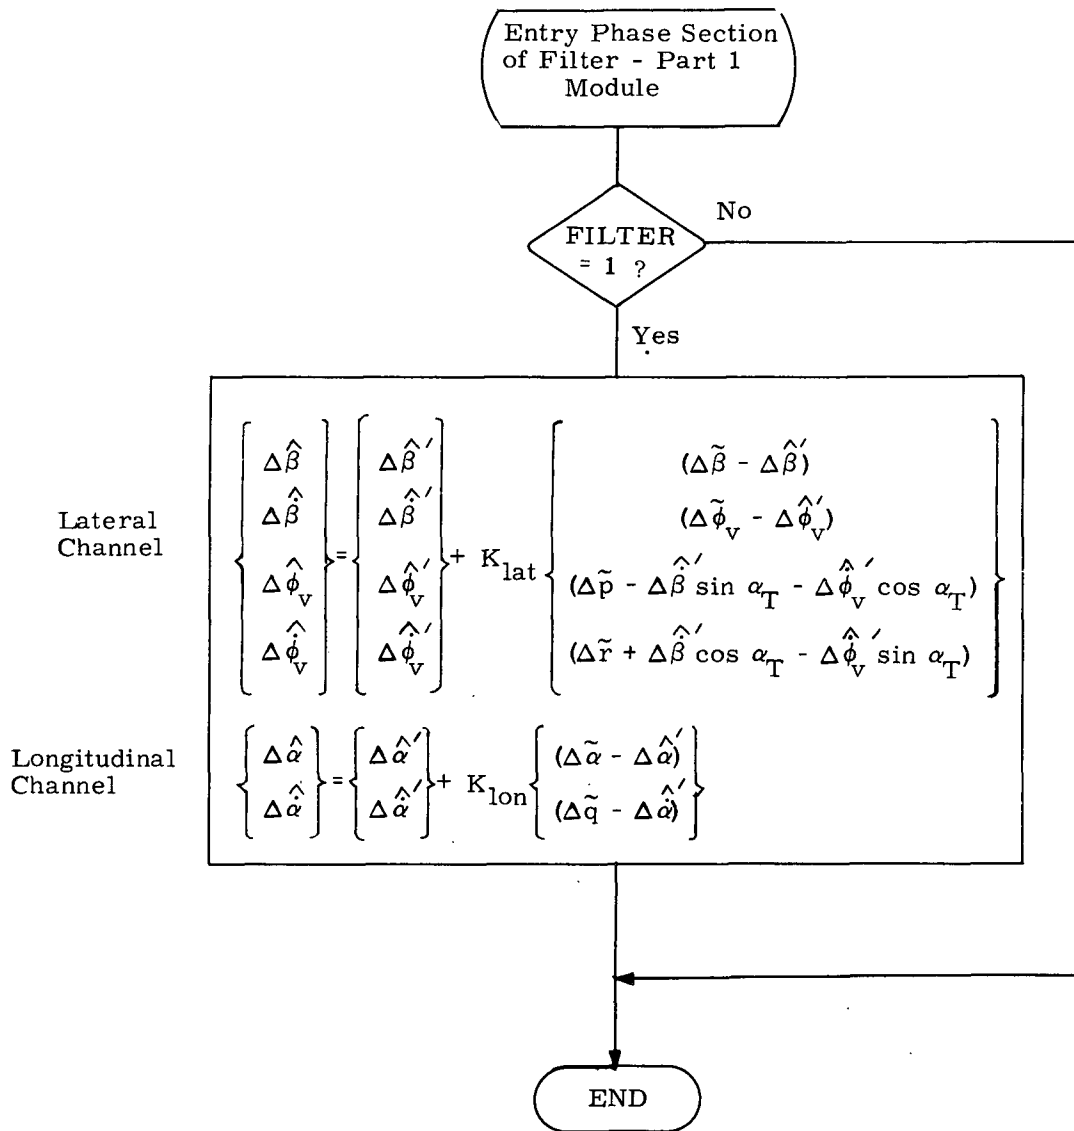 Entry Phase Section
of Filter - Part 1
Module
FILTER
= 1 ?
No
Yes
Lateral
Channel
{Δβ̂, Δβ̇̂, Δφ̂_v, Δφ̇̂_v} = {Δβ̂′, Δβ̇̂′, Δφ̂_v′, Δφ̇̂_v′} + K_lat {
(Δβ̃ - Δβ̂′)
(Δφ̃_v - Δφ̂_v′)
(Δp̃ - Δβ̇̂′ sin α_T - Δφ̇̂_v′ cos α_T)
(Δr̃ + Δβ̇̂′ cos α_T - Δφ̇̂_v′ sin α_T)
}
Longitudinal
Channel
{Δα̂, Δα̇̂} = {Δα̂′, Δα̇̂′} + K_lon {
(Δα̃ - Δα̂)′
(Δq̃ - Δα̇̂)′
}
END